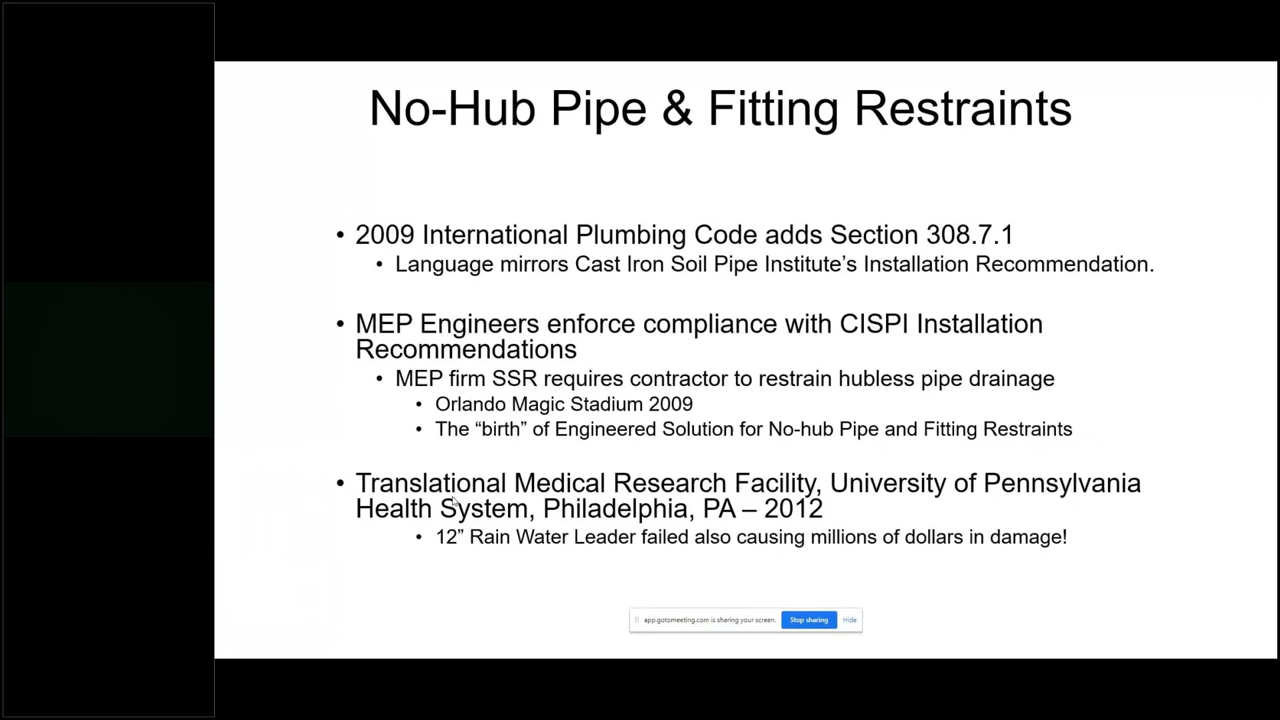 No-Hub Pipe & Fitting Restraints
• 2009 International Plumbing Code adds Section 308.7.1
• Language mirrors Cast Iron Soil Pipe Institute’s Installation Recommendation.
• MEP Engineers enforce compliance with CISPI Installation
Recommendations
• MEP firm SSR requires contractor to restrain hubless pipe drainage
• Orlando Magic Stadium 2009
• The “birth” of Engineered Solution for No-hub Pipe and Fitting Restraints
• Translational Medical Research Facility, University of Pennsylvania
Health System, Philadelphia, PA – 2012
• 12” Rain Water Leader failed also causing millions of dollars in damage!
app.gotomeeting.com is sharing your screen. Stop sharing Hide